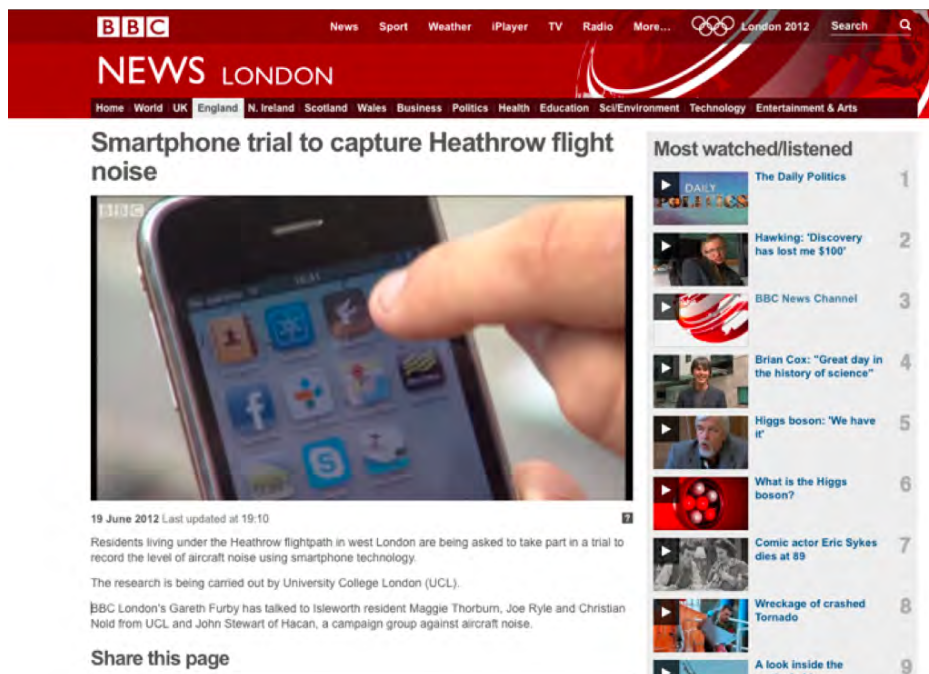 BBC
News Sport Weather iPlayer TV Radio More... London 2012 Search
NEWS LONDON
Home World UK England N. Ireland Scotland Wales Business Politics Health Education Sci/Environment Technology Entertainment & Arts
Smartphone trial to capture Heathrow flight
noise
BBC
19 June 2012 Last updated at 19:10
?
Residents living under the Heathrow flightpath in west London are being asked to take part in a trial to
record the level of aircraft noise using smartphone technology.
The research is being carried out by University College London (UCL).
BBC London's Gareth Furby has talked to Isleworth resident Maggie Thorburn, Joe Ryle and Christian
Nold from UCL and John Stewart of Hacan, a campaign group against aircraft noise.
Share this page
Most watched/listened
DAILY
POLITICS
The Daily Politics
1
Hawking: 'Discovery
has lost me $100'
2
BBC News Channel
3
Brian Cox: "Great day in
the history of science"
4
Higgs boson: 'We have
it'
5
What is the Higgs
boson?
6
Comic actor Eric Sykes
dies at 89
7
Wreckage of crashed
Tornado
8
A look inside the
9